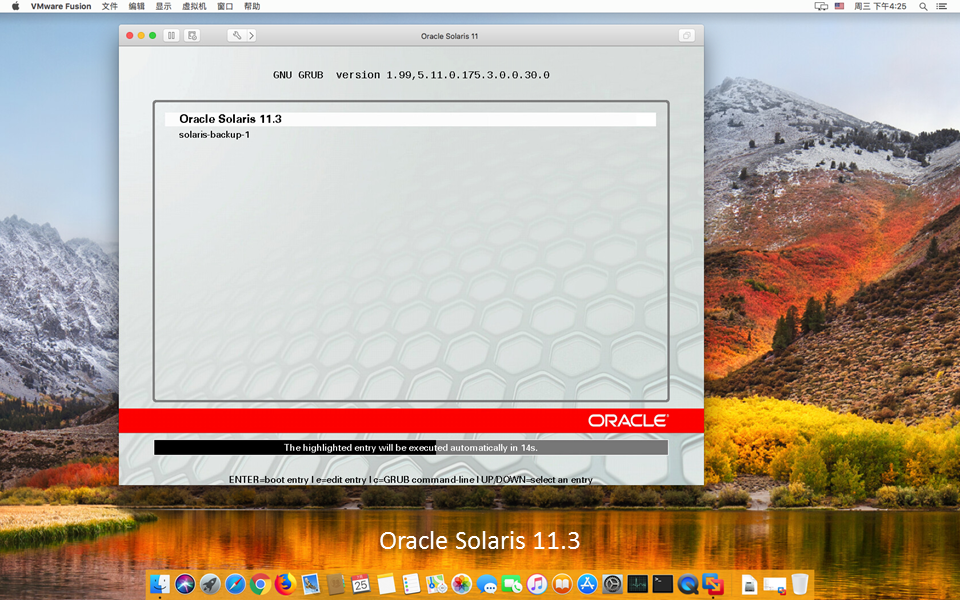 VMware Fusion 文件 编辑 显示 虚拟机 窗口 帮助 周三 下午4:25
Oracle Solaris 11
GNU GRUB version 1.99,5.11.0.175.3.0.0.30.0
Oracle Solaris 11.3
solaris-backup-1
ORACLE
The highlighted entry will be executed automatically in 14s.
ENTER=boot entry | e=edit entry | c=GRUB command-line | UP/DOWN=select an entry
Oracle Solaris 11.3
25